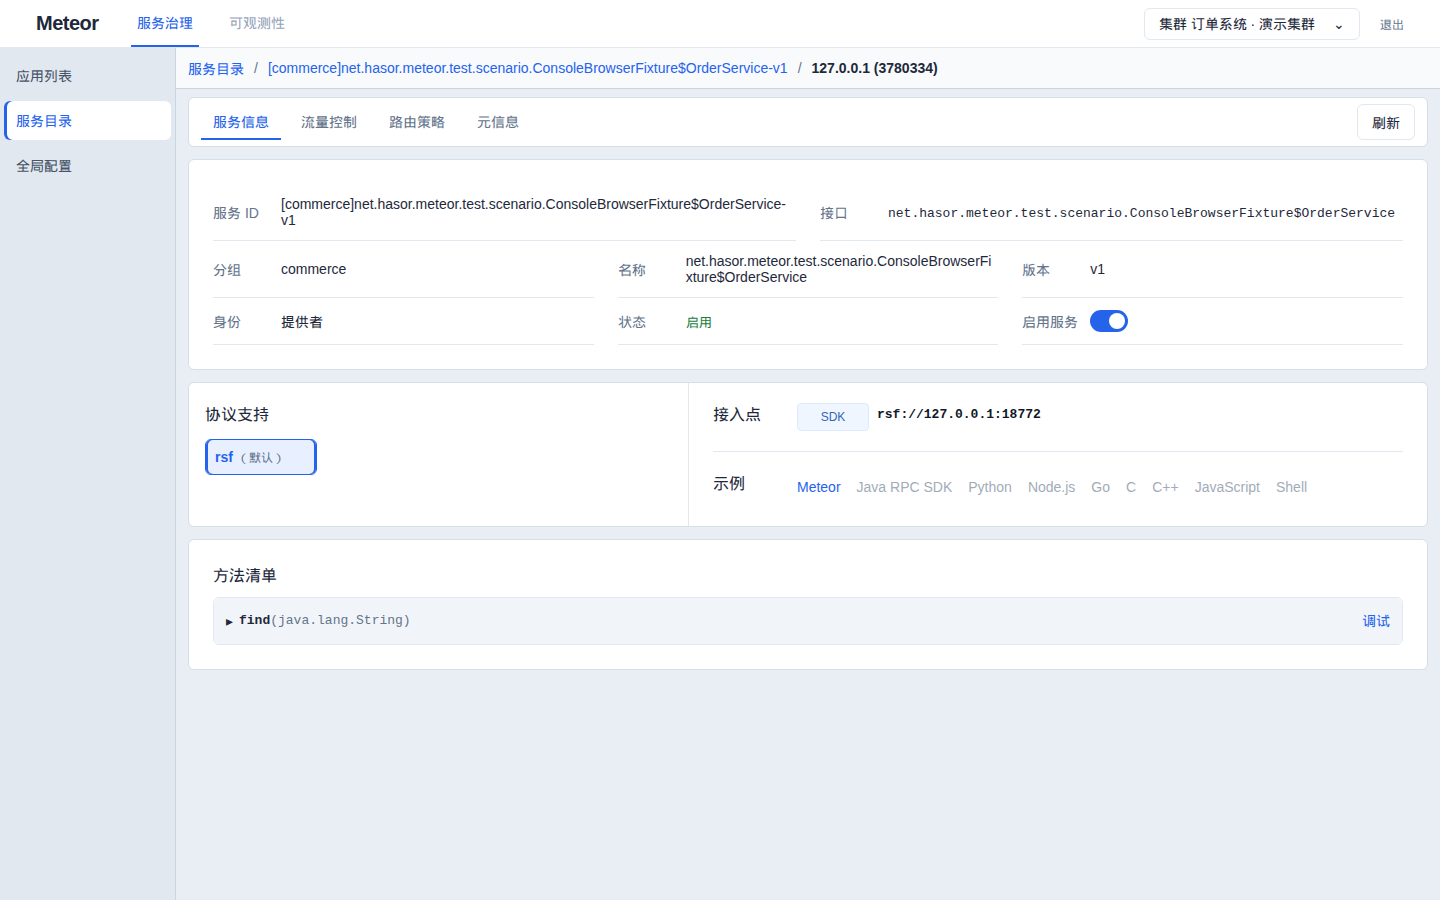 Meteor 服务治理 可观测性 集群 订单系统 · 演示集群 退出
应用列表
服务目录
全局配置
服务目录 / [commerce]net.hasor.meteor.test.scenario.ConsoleBrowserFixture$OrderService-v1 / 127.0.0.1 (3780334)
服务信息 流量控制 路由策略 元信息 刷新
服务 ID [commerce]net.hasor.meteor.test.scenario.ConsoleBrowserFixture$OrderService-
v1
接口 net.hasor.meteor.test.scenario.ConsoleBrowserFixture$OrderService
分组 commerce
名称 net.hasor.meteor.test.scenario.ConsoleBrowserFi
xture$OrderService
版本 v1
身份 提供者 状态 启用 启用服务
协议支持
rsf （默认）
接入点 SDK rsf://127.0.0.1:18772
示例 Meteor Java RPC SDK Python Node.js Go C C++ JavaScript Shell
方法清单
▶ find(java.lang.String) 调试